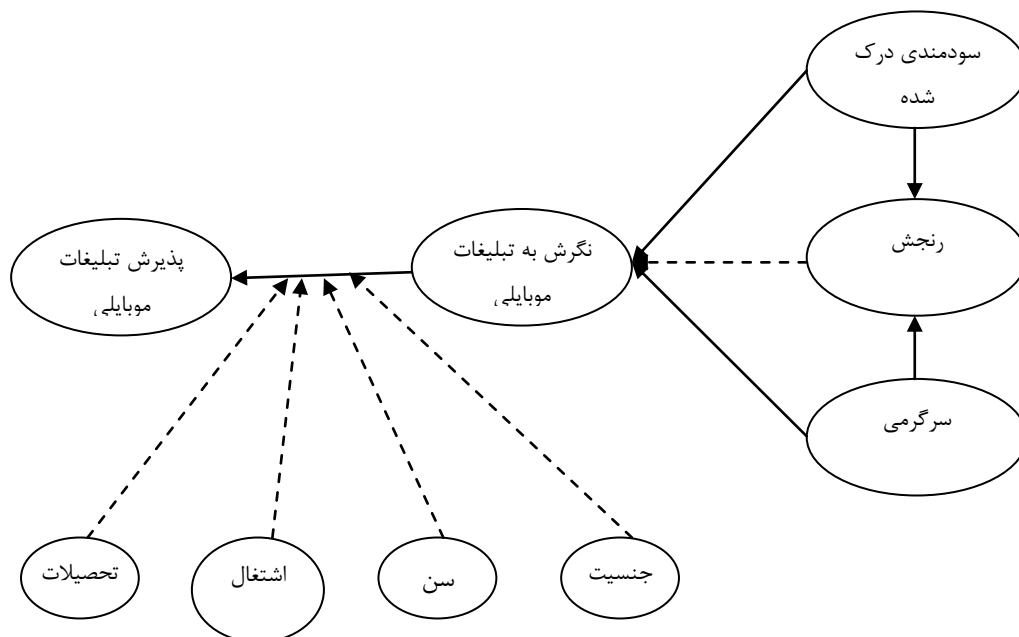 سودمندی درک
شده
رنجش
سرگرمی
نگرش به تبلیغات
موبایلی
پذیرش تبلیغات
موبایلی
جنسیت
سن
اشتغال
تحصیلات